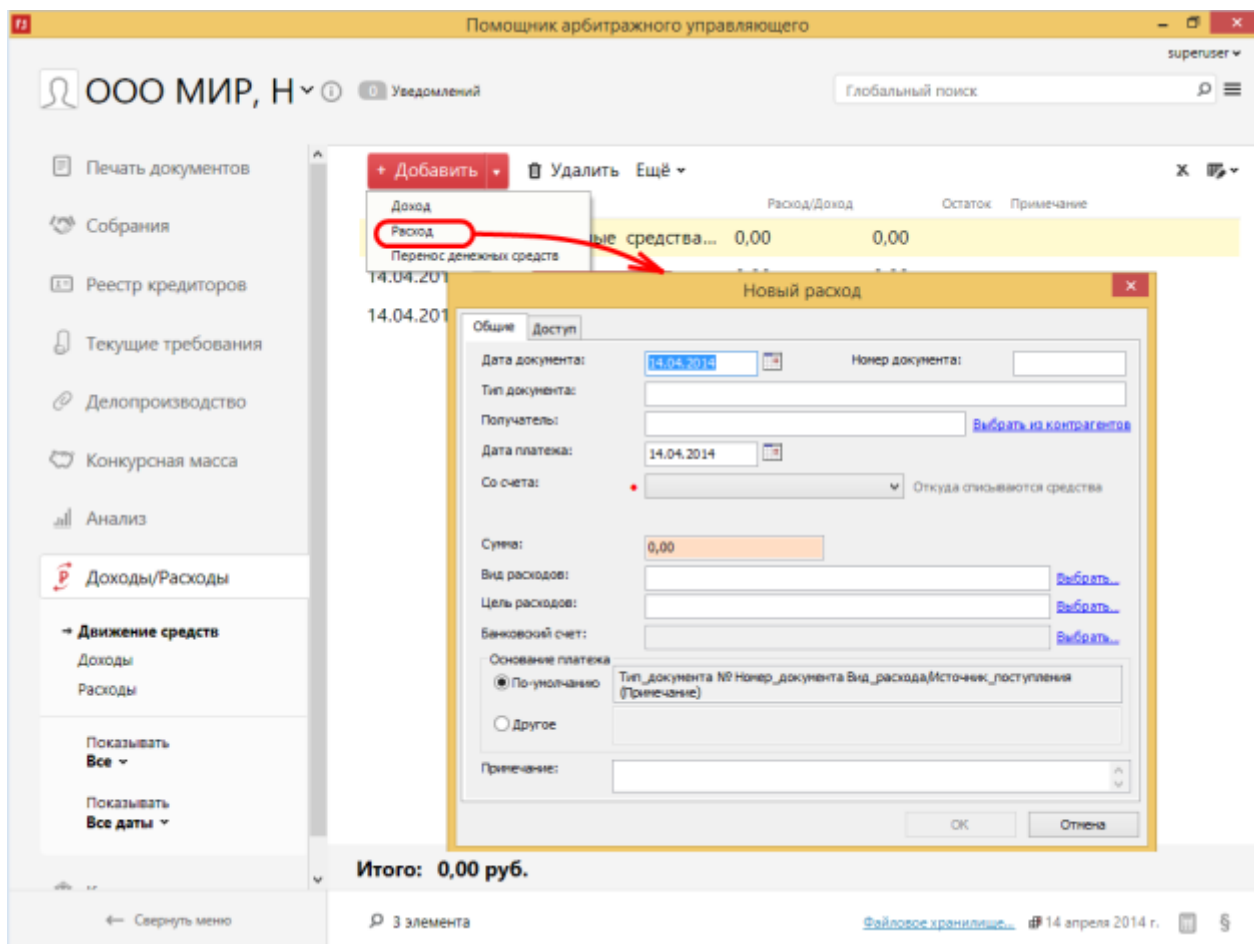 Помощник арбитражного управляющего
superuser
ООО МИР, Н
0 Уведомлений
Глобальный поиск
Печать документов
Собрания
Реестр кредиторов
Текущие требования
Делопроизводство
Конкурсная масса
Анализ
Доходы/Расходы
→ Движение средств
Доходы
Расходы
Показывать
Все
Показывать
Все даты
← Свернуть меню
+ Добавить
Удалить
Ещё
Доход
Расход
Перенос денежных средств
Расход/Доход Остаток Примечание
средства... 0,00 0,00
14.04.201
14.04.201
Новый расход
Общие Доступ
Дата документа: 14.04.2014 Номер документа:
Тип документа:
Получатель: Выбрать из контрагентов
Дата платежа: 14.04.2014
Со счета: Откуда списываются средства
Сумма: 0,00
Вид расходов: Выбрать...
Цель расходов: Выбрать...
Банковский счет: Выбрать...
Основание платежа
По-умолчанию Тип_документа № Номер_документа Вид_расхода/Источник_поступления
(Примечание)
Другое
Примечание:
OK Отмена
Итого: 0,00 руб.
3 элемента
Файловое хранилище... 14 апреля 2014 г. §